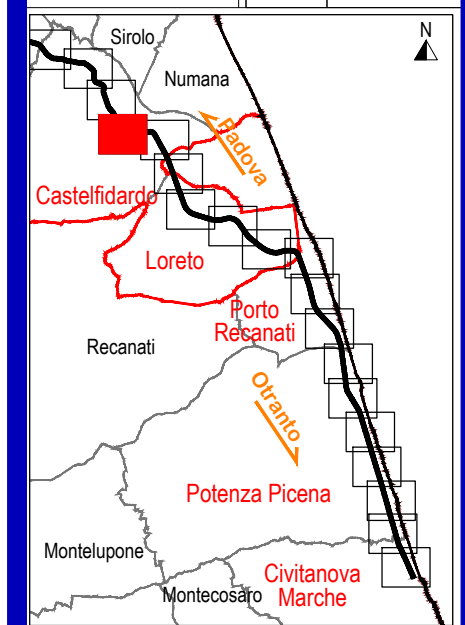 Sirolo
N
Numana
Padova
Castelfidardo
Loreto
Porto
Recanati
Recanati
Otranto
Potenza Picena
Montelupone
Civitanova
Marche
Montecosaro